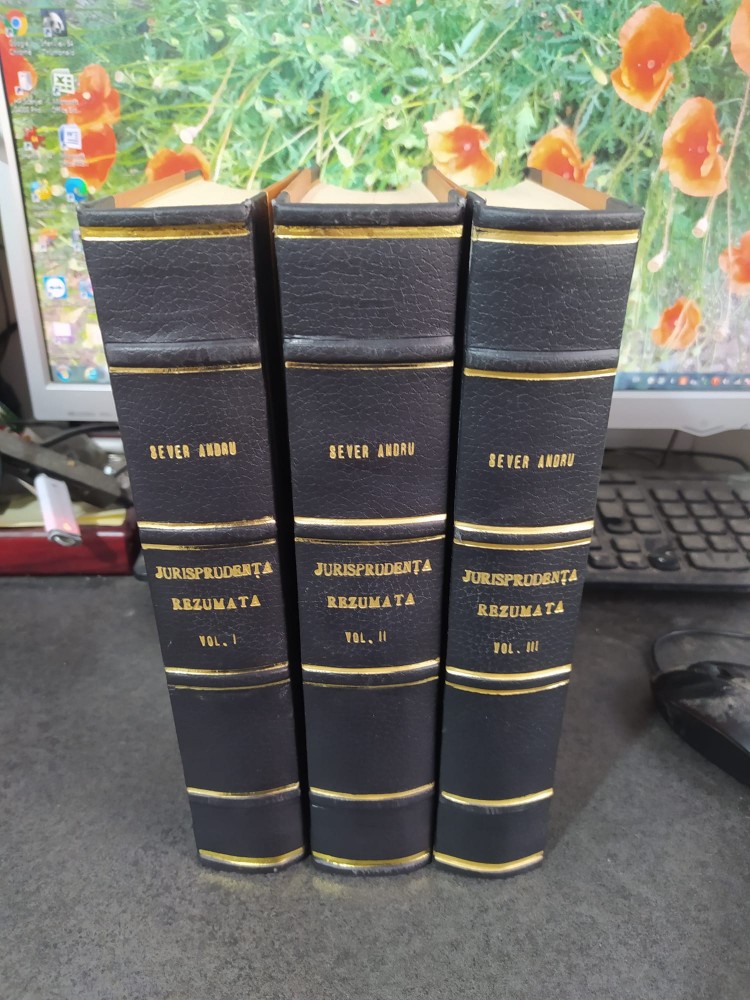 SEVER ANDRU
JURISPRUDENȚA
REZUMATA
VOL. I
SEVER ANDRU
JURISPRUDENȚA
REZUMATA
VOL. II
SEVER ANDRU
JURISPRUDENȚA
REZUMATA
VOL. III